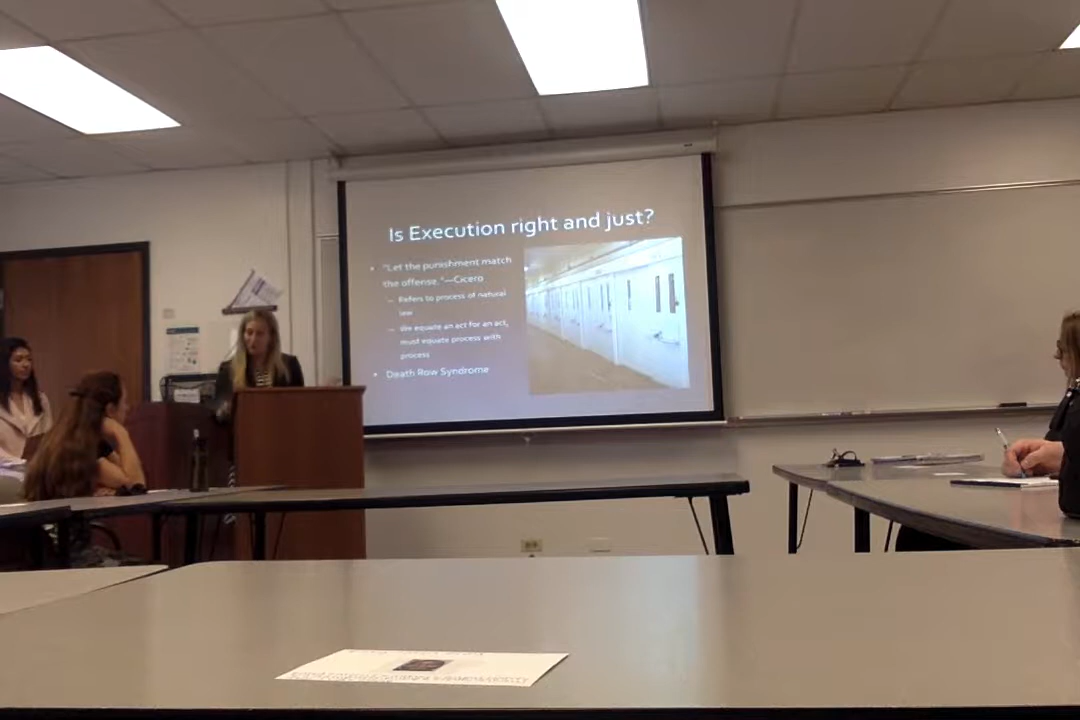 Is Execution right and just?
• "Let the punishment match
the offense."—Cicero
– Refers to process of natural
law
– We equate an act for an act,
must equate process with
process
• Death Row Syndrome